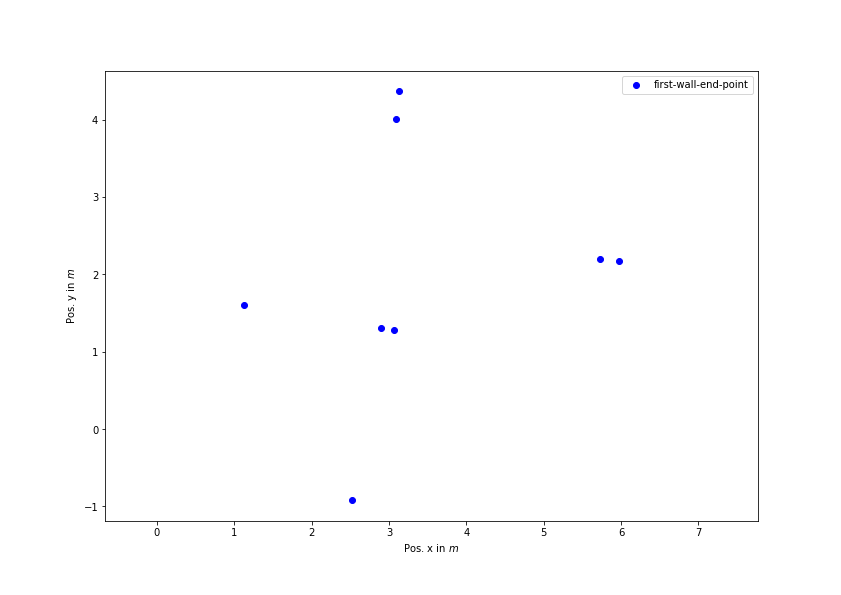 first-wall-end-point
4
3
2
1
0
−1
Pos. y in m
0 1 2 3 4 5 6 7
Pos. x in m